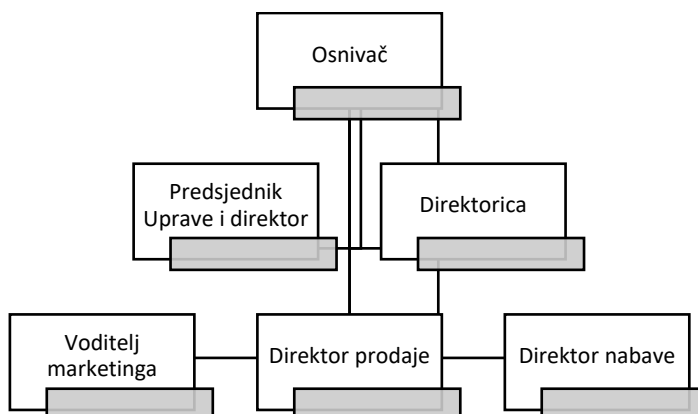 Osnivač
Predsjednik
Uprave i direktor
Direktorica
Voditelj
marketinga
Direktor prodaje
Direktor nabave